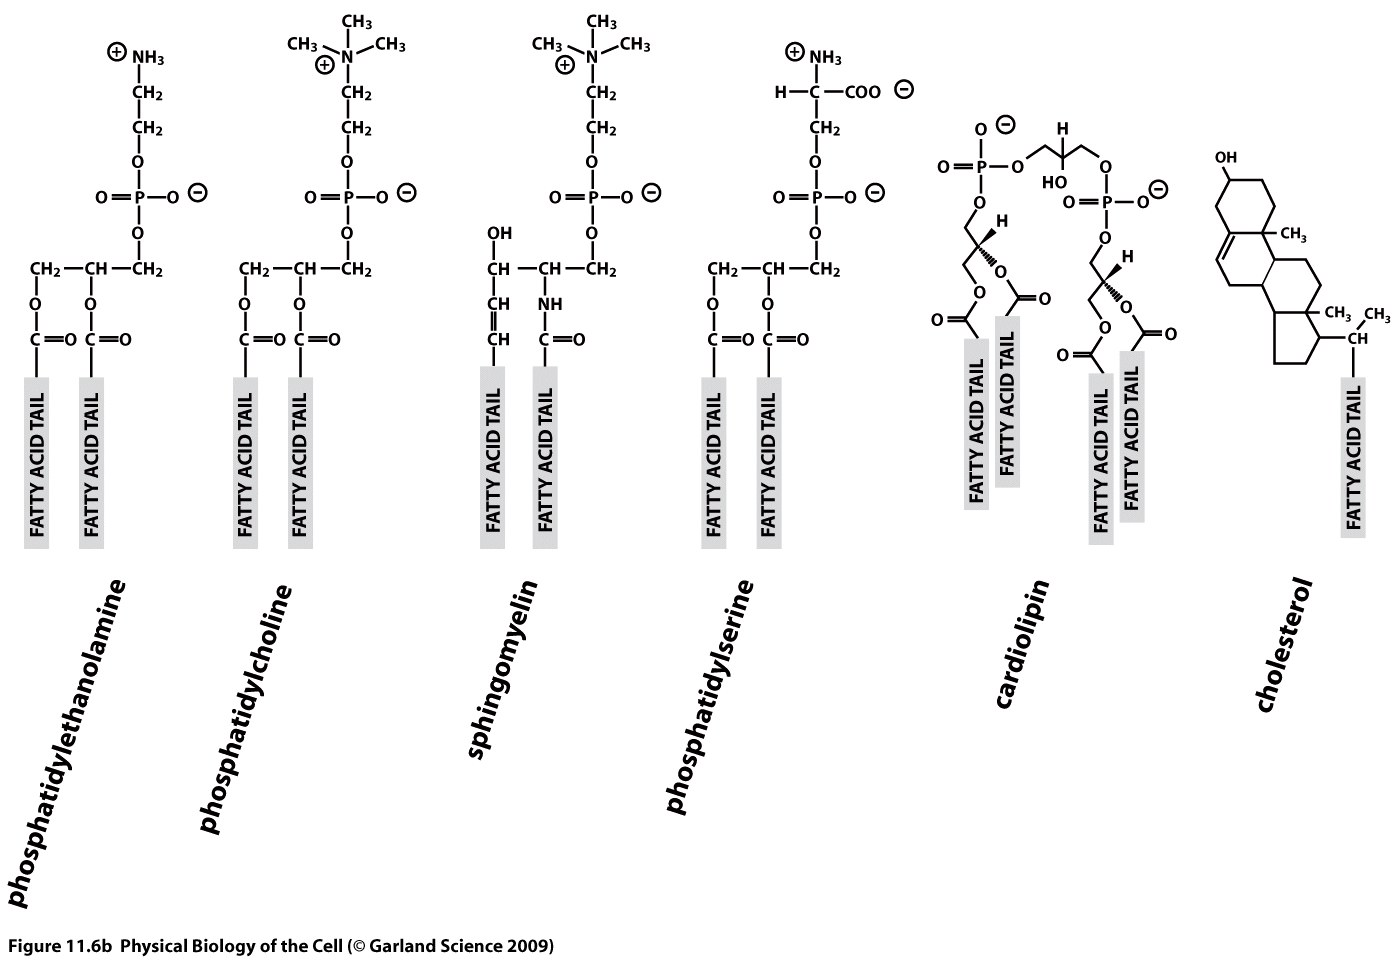 NH3
CH2
CH2
O
O=P—O
O
CH2 CH CH2
O O
C=O C=O
FATTY ACID TAIL
FATTY ACID TAIL
phosphatidylethanolamine
CH3
CH3 N CH3
CH2
CH2
O
O=P—O
O
CH2 CH CH2
O O
C=O C=O
FATTY ACID TAIL
FATTY ACID TAIL
phosphatidylcholine
CH3
CH3 N CH3
CH2
CH2
O
O=P—O
OH O
CH CH CH2
CH NH
CH C=O
FATTY ACID TAIL
FATTY ACID TAIL
sphingomyelin
NH3
H—C—COO
CH2
O
O=P—O
O
CH2 CH CH2
O O
C=O C=O
FATTY ACID TAIL
FATTY ACID TAIL
phosphatidylserine
O H
O=P—O HO O
O O=P—O
H O
O H
O O
O O O
O O
FATTY ACID TAIL
FATTY ACID TAIL
FATTY ACID TAIL
FATTY ACID TAIL
cardiolipin
OH
CH3
CH3 CH3
CH
FATTY ACID TAIL
cholesterol
Figure 11.6b Physical Biology of the Cell (© Garland Science 2009)